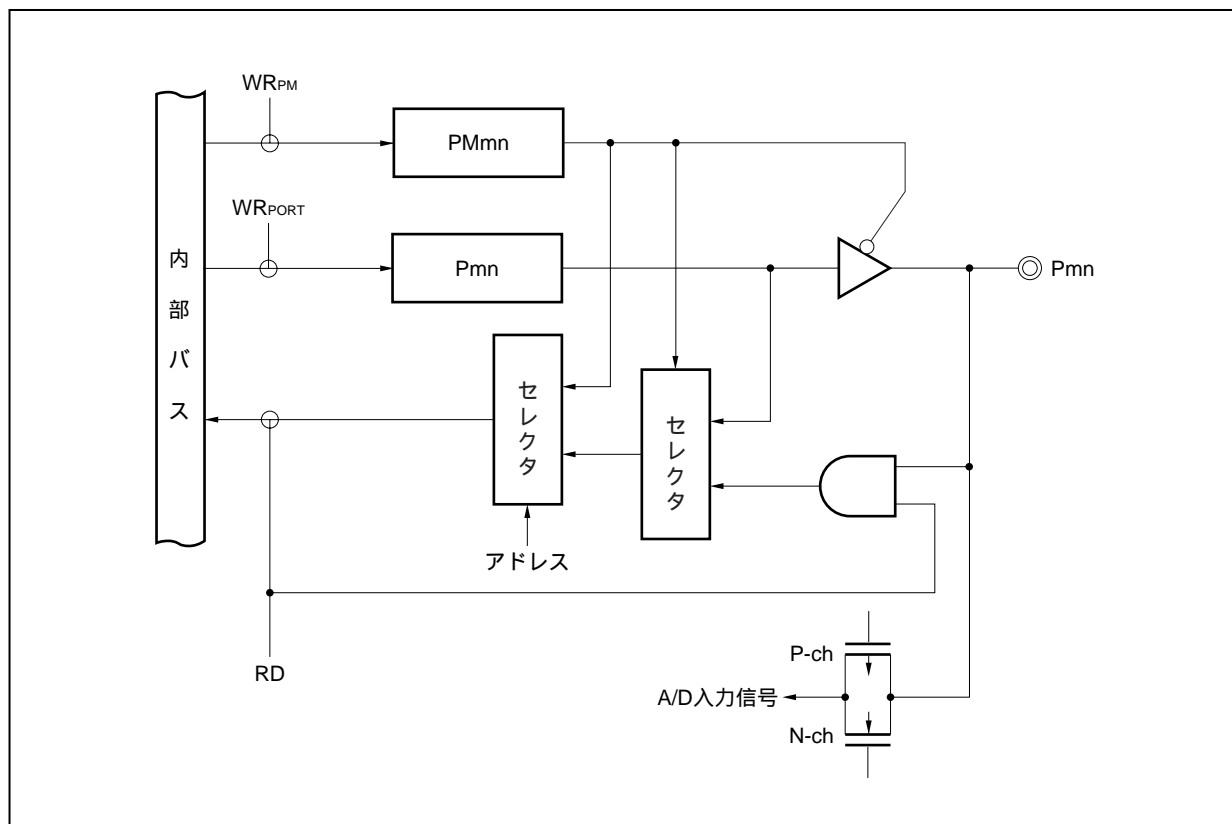 WRPM
PMmn
WRPORT
内部バス
Pmn
Pmn
セレクタ
セレクタ
アドレス
RD
P-ch
A/D入力信号
N-ch